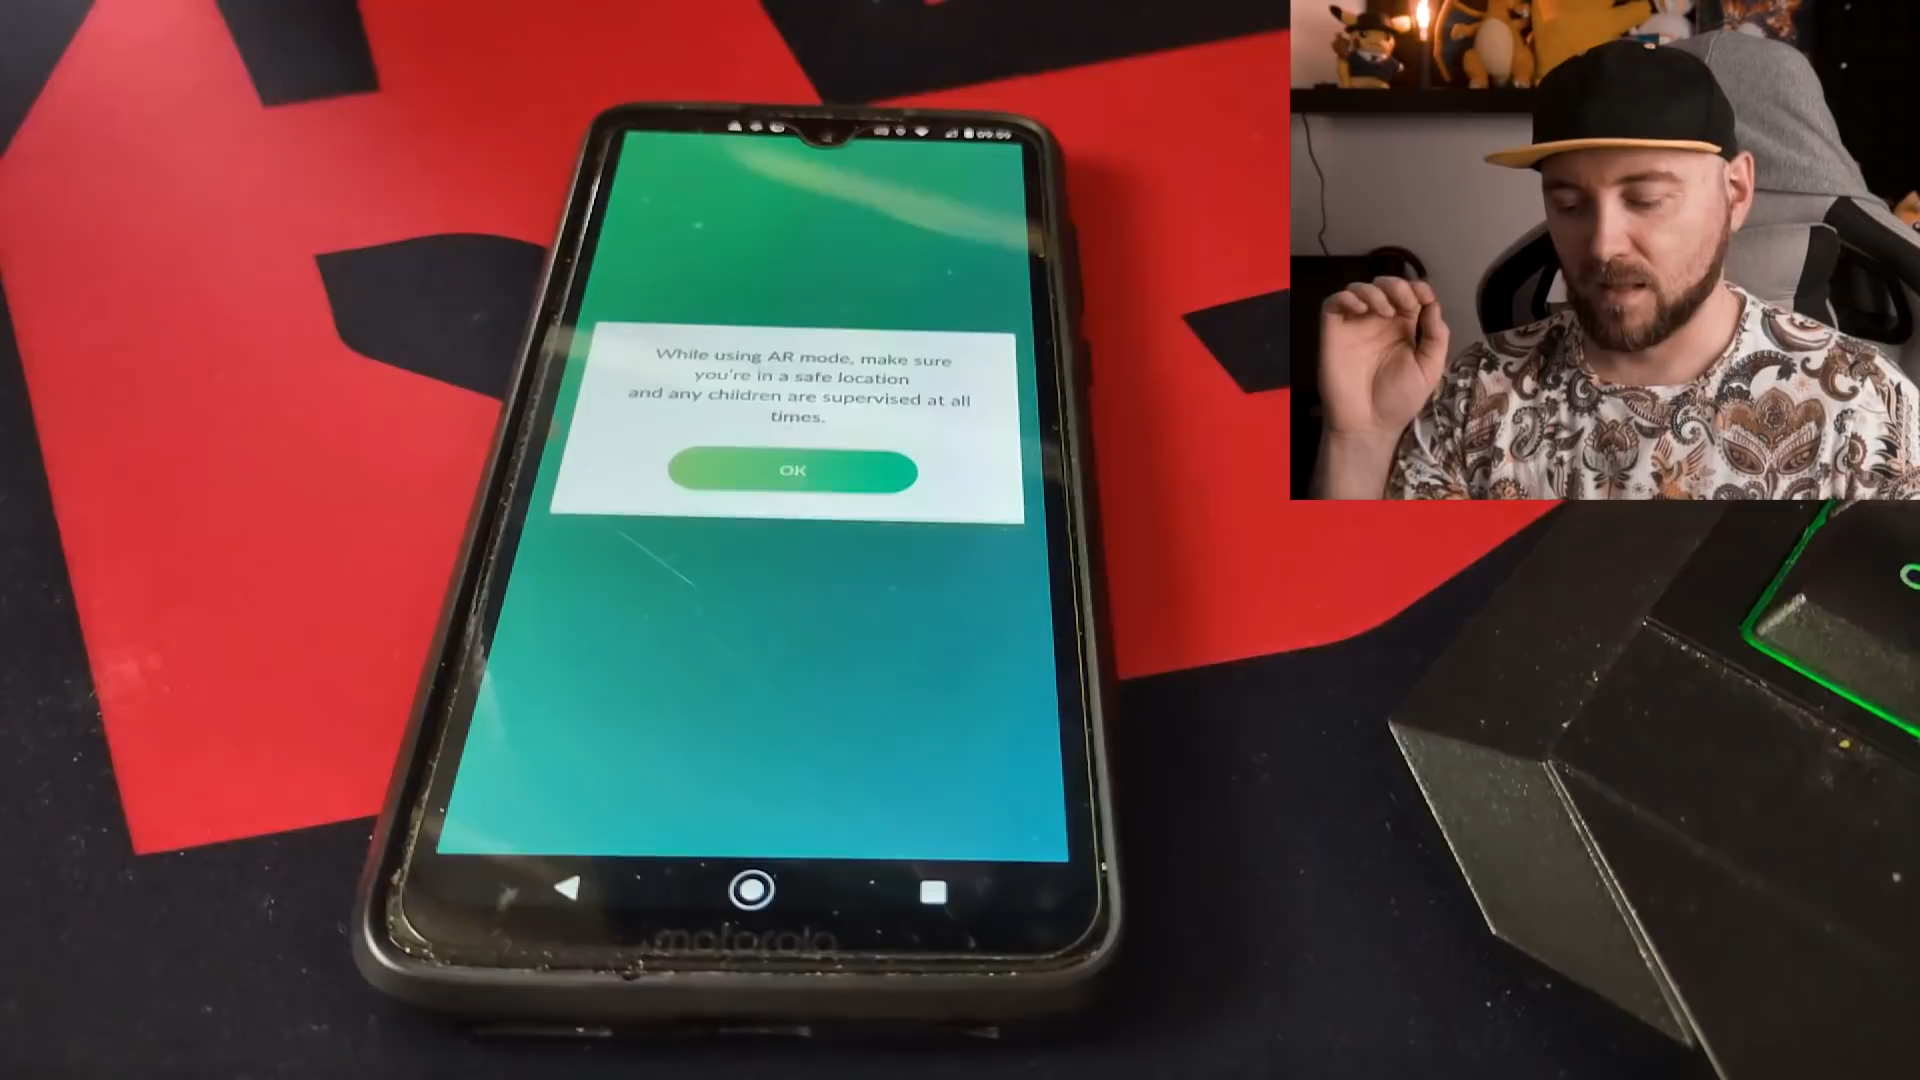 While using AR mode, make sure
you're in a safe location
and any children are supervised at all
times.
OK
motorola